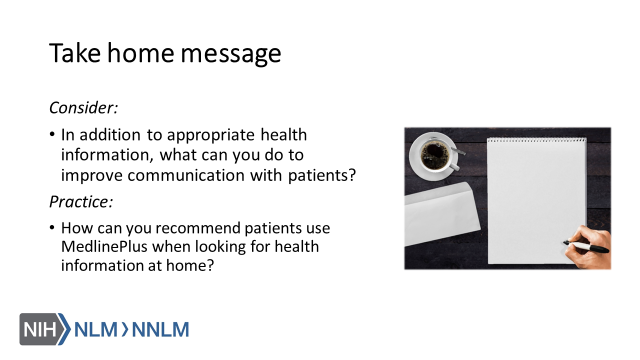 Take home message
Consider:
• In addition to appropriate health
information, what can you do to
improve communication with patients?
Practice:
• How can you recommend patients use
MedlinePlus when looking for health
information at home?
NIH NLM NNLM